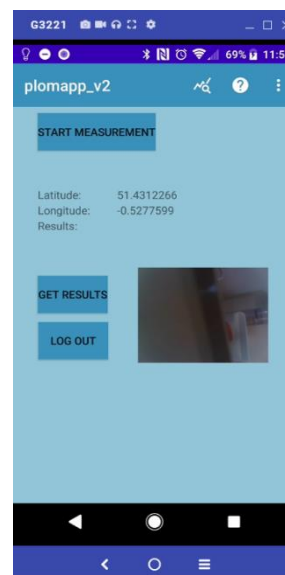 G3221
69% 11:5
plomapp_v2
START MEASUREMENT
Latitude: 51.4312266
Longitude: -0.5277599
Results:
GET RESULTS
LOG OUT